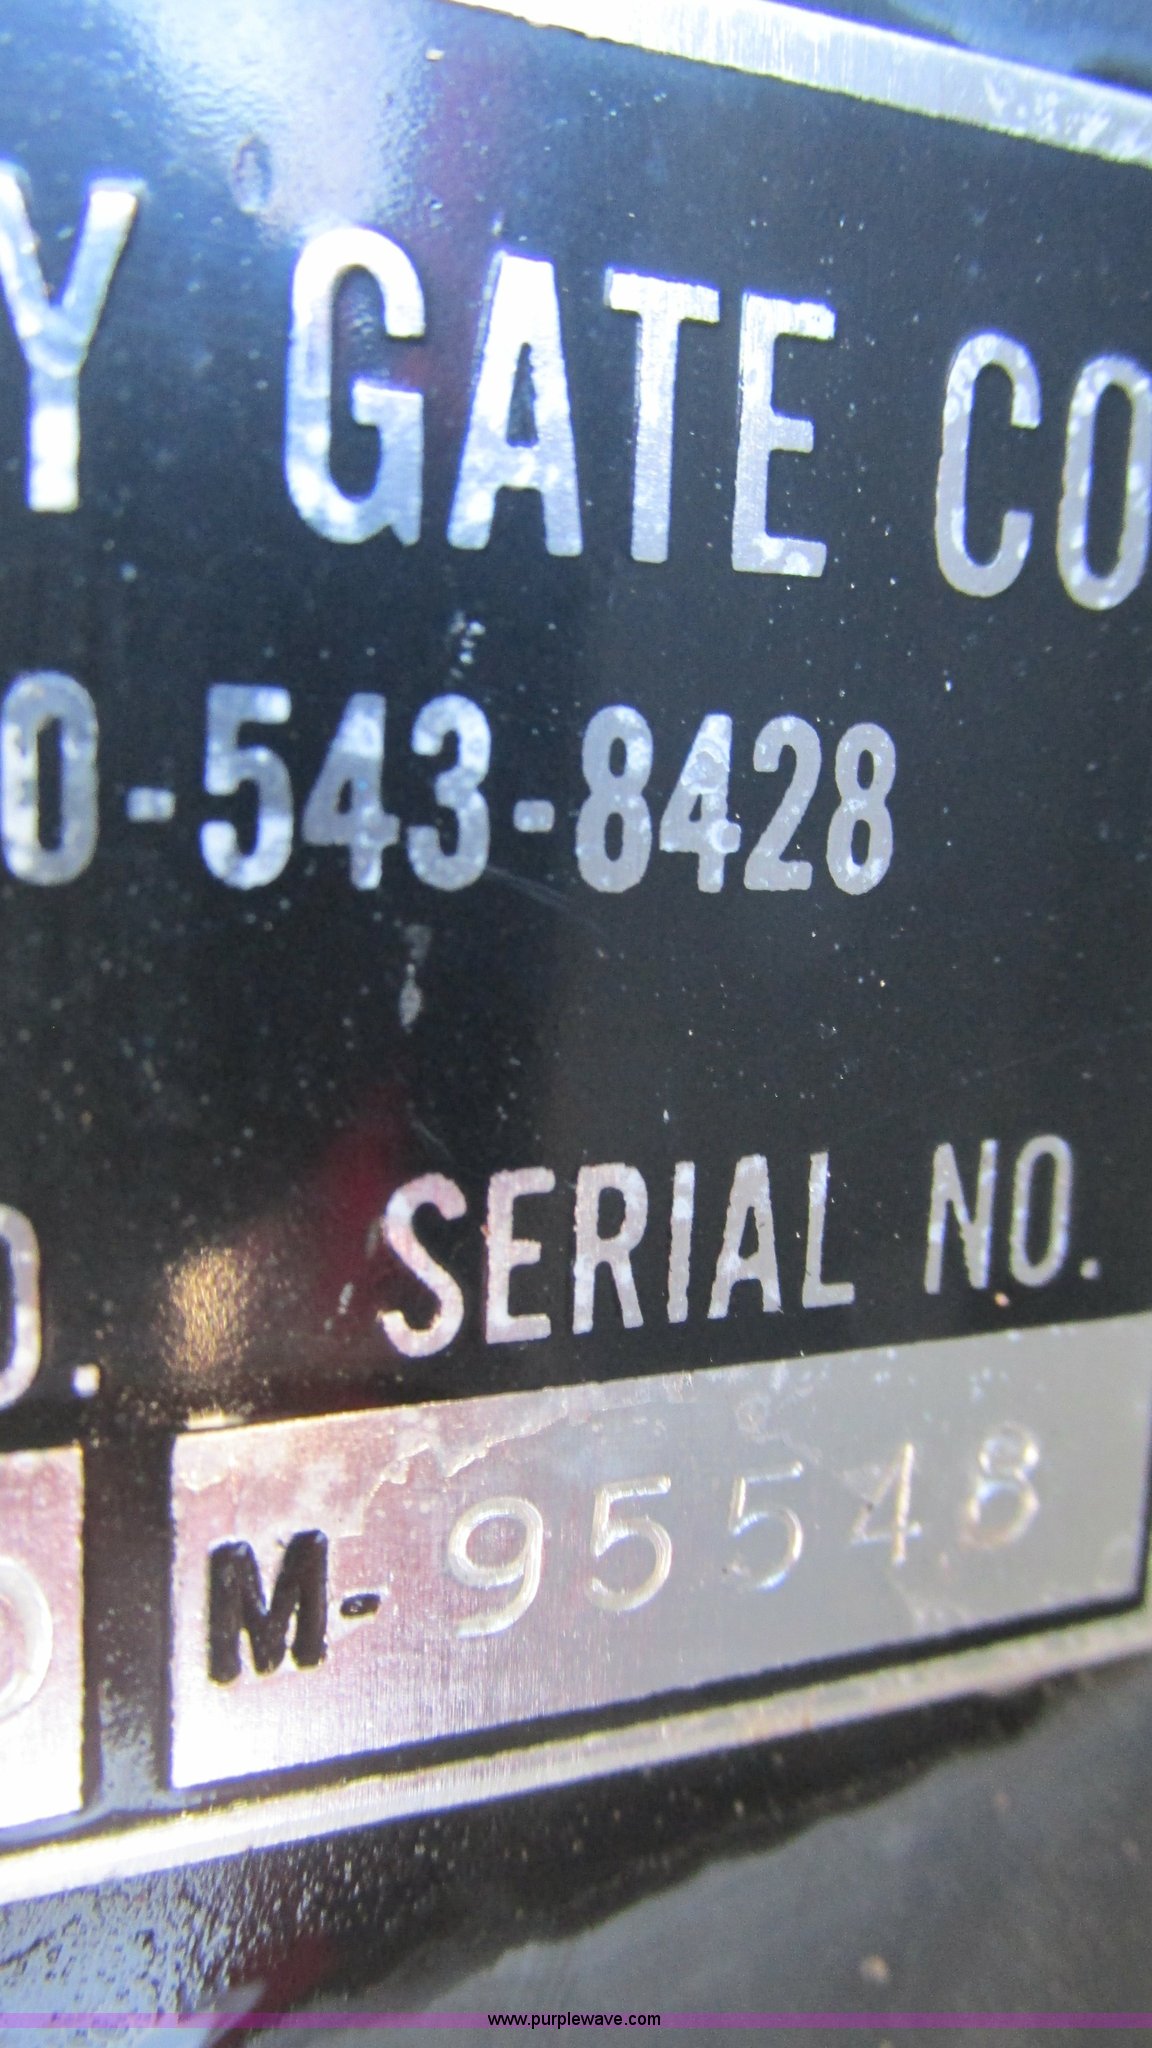 Y GATE CO
0-543-8428
O. SERIAL NO.
M-95548
www.purplewave.com